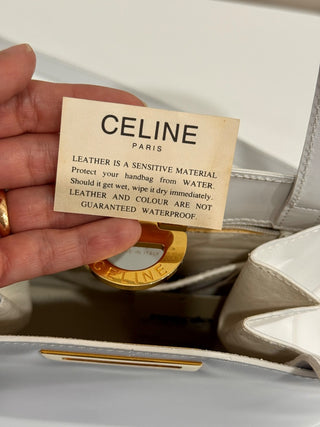 CELINE
PARIS
LEATHER IS A SENSITIVE MATERIAL
Protect your handbag from WATER.
Should it get wet, wipe it dry immediately.
LEATHER AND COLOUR ARE NOT
GUARANTEED WATERPROOF.
CELINE